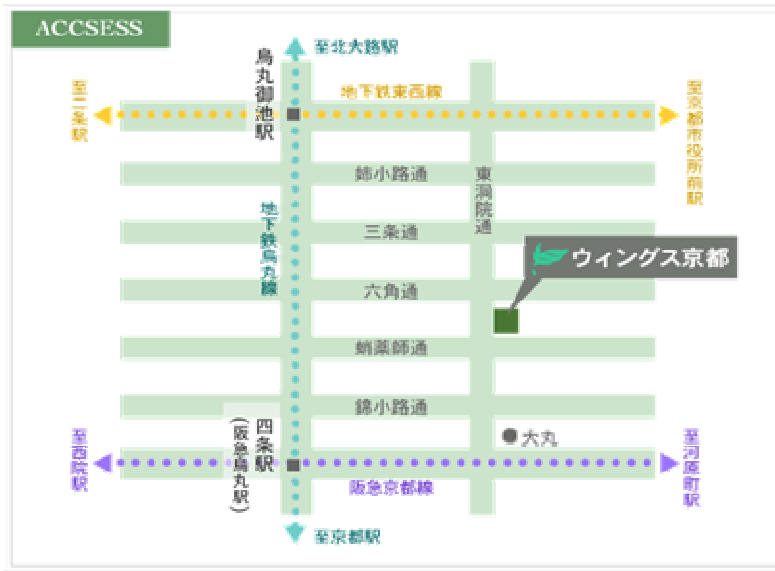 ACCSESS
至北大路駅
烏丸御池駅
地下鉄東西線
至二条駅
至京都市役所前駅
姉小路通
東洞院通
三条通
地下鉄烏丸線
ウィングス京都
六角通
蛸薬師通
錦小路通
四条駅
(阪急烏丸駅)
大丸
至西院駅
至河原町駅
阪急京都線
至京都駅